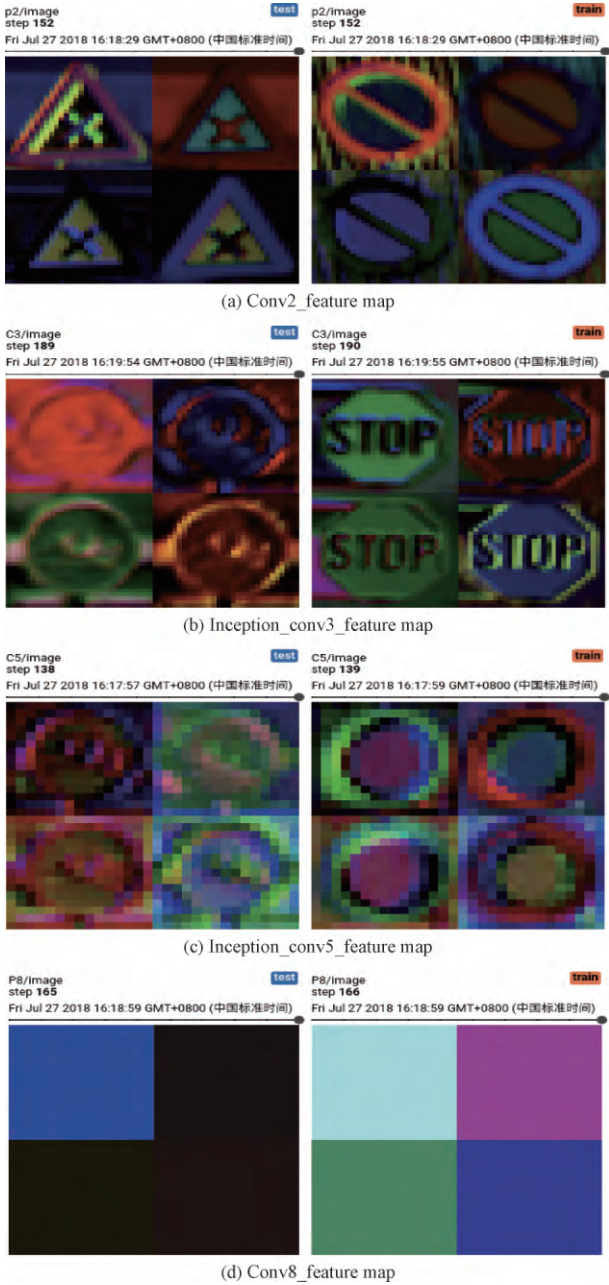 p2/image
step 152
test
Fri Jul 27 2018 16:18:29 GMT+0800 (中国标准时间)
p2/image
step 152
train
Fri Jul 27 2018 16:18:29 GMT+0800 (中国标准时间)
(a) Conv2_feature map
C3/image
step 189
test
Fri Jul 27 2018 16:19:54 GMT+0800 (中国标准时间)
C3/image
step 190
train
Fri Jul 27 2018 16:19:55 GMT+0800 (中国标准时间)
STOP
STOP
STOP
STOP
(b) Inception_conv3_feature map
C5/image
step 138
test
Fri Jul 27 2018 16:17:57 GMT+0800 (中国标准时间)
C5/image
step 139
train
Fri Jul 27 2018 16:17:59 GMT+0800 (中国标准时间)
(c) Inception_conv5_feature map
P8/image
step 165
test
Fri Jul 27 2018 16:18:59 GMT+0800 (中国标准时间)
P8/image
step 166
train
Fri Jul 27 2018 16:18:59 GMT+0800 (中国标准时间)
(d) Conv8_feature map